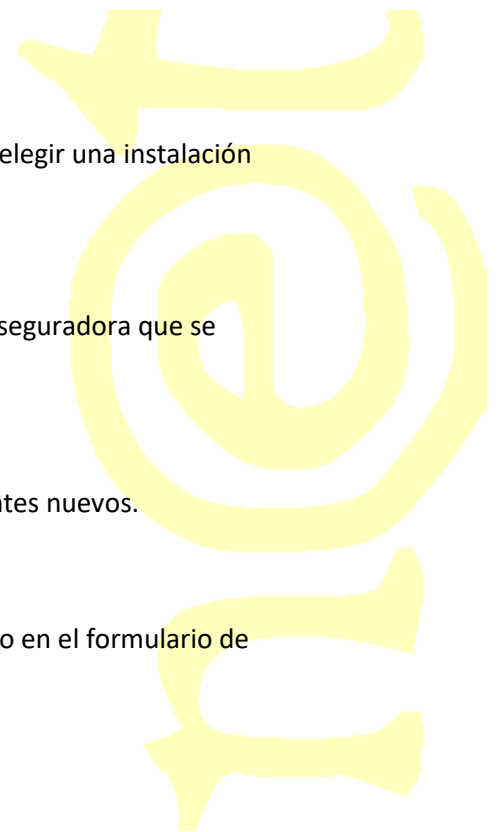 elegir una instalación
seguradora que se
ntes nuevos.
o en el formulario de
n@t